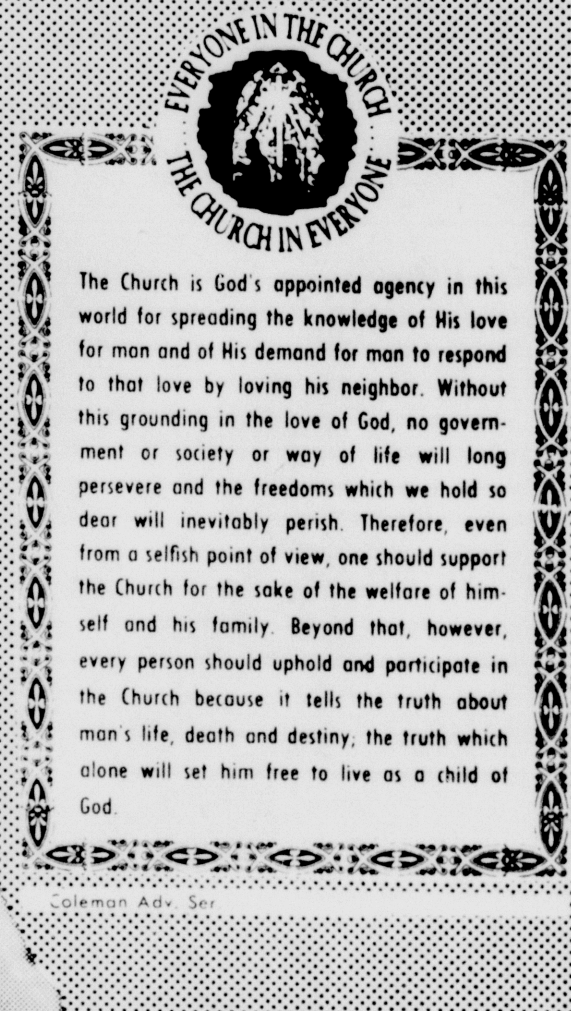 EVERYONE IN THE CHURCH
THE CHURCH IN EVERYONE
The Church is God's appointed agency in this
world for spreading the knowledge of His love
for man and of His demand for man to respond
to that love by loving his neighbor. Without
this grounding in the love of God, no govern-
ment or society or way of life will long
persevere and the freedoms which we hold so
dear will inevitably perish. Therefore, even
from a selfish point of view, one should support
the Church for the sake of the welfare of him-
self and his family. Beyond that, however,
every person should uphold and participate in
the Church because it tells the truth about
man's life, death and destiny; the truth which
alone will set him free to live as a child of
God.
Coleman Adv. Ser.